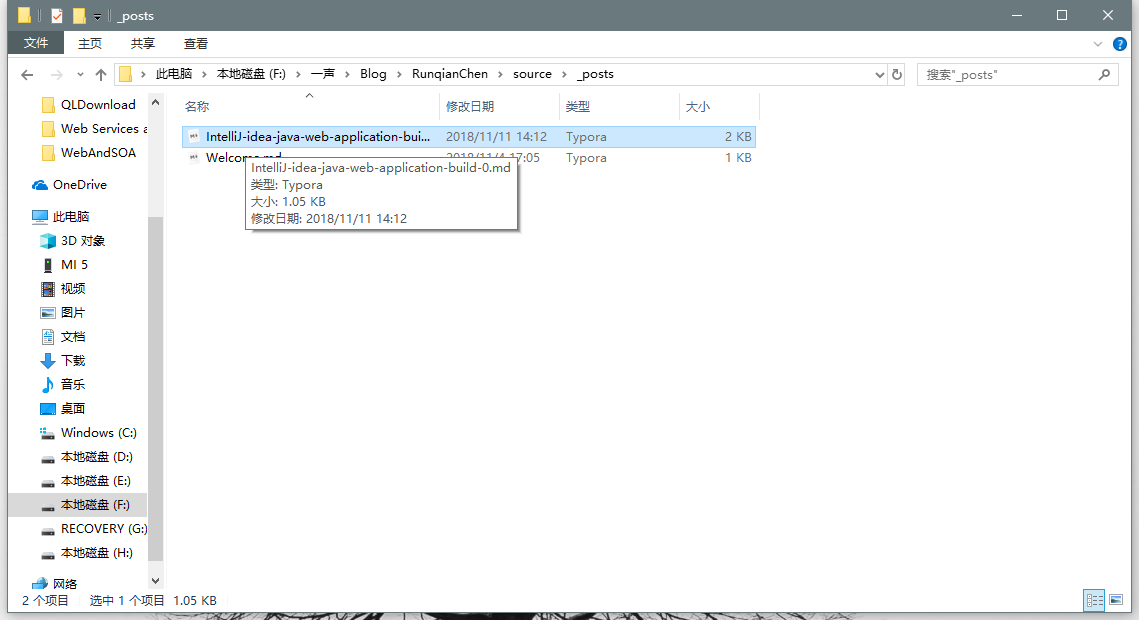 _posts
文件 主页 共享 查看
此电脑 本地磁盘 (F:) 一声 Blog RunqianChen source _posts
搜索"_posts"
名称 修改日期 类型 大小
QLDownload
Web Services a
WebAndSOA
OneDrive
此电脑
3D 对象
MI 5
视频
图片
文档
下载
音乐
桌面
Windows (C:)
本地磁盘 (D:)
本地磁盘 (E:)
本地磁盘 (F:)
RECOVERY (G:)
本地磁盘 (H:)
网络
IntelliJ-idea-java-web-application-bui... 2018/11/11 14:12 Typora 2 KB
Welcome.md 2018/11/4 17:05 Typora 1 KB
IntelliJ-idea-java-web-application-build-0.md
类型: Typora
大小: 1.05 KB
修改日期: 2018/11/11 14:12
2 个项目 选中 1 个项目 1.05 KB